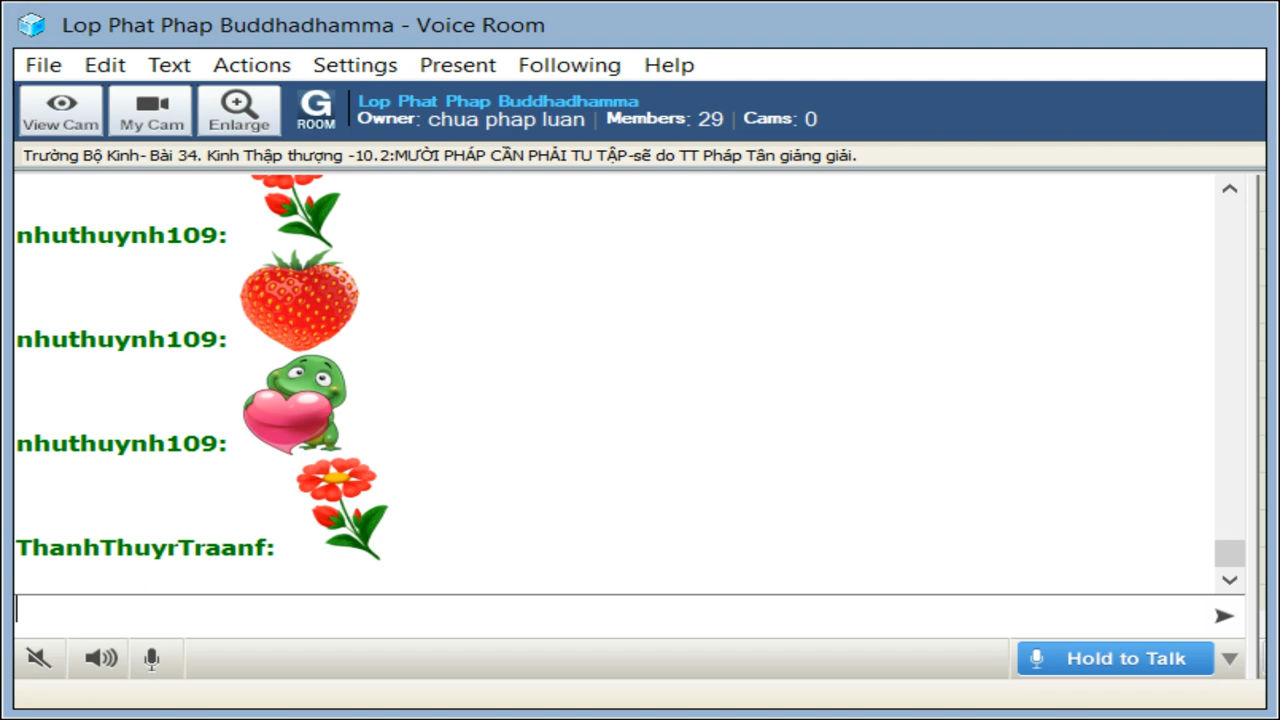 Lop Phat Phap Buddhadhamma - Voice Room
File Edit Text Actions Settings Present Following Help
View Cam My Cam Enlarge G ROOM
Lop Phat Phap Buddhadhamma
Owner: chua phap luan | Members: 29 | Cams: 0
Trường Bộ Kinh- Bài 34. Kinh Thập thượng -10.2:MƯỜI PHÁP CẦN PHẢI TU TẬP-sẽ do TT Pháp Tân giảng giải.
nhuthuynh109:
nhuthuynh109:
nhuthuynh109:
ThanhThuyrTraanf:
Hold to Talk